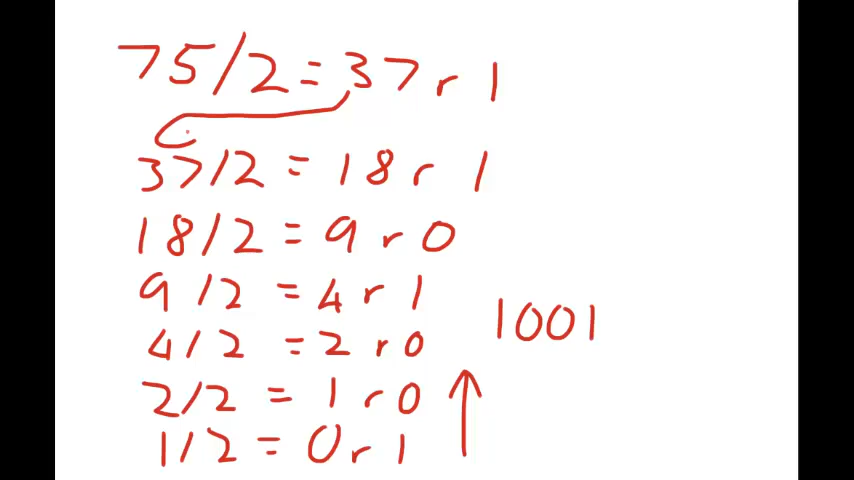 75/2=37 r 1
37/2 = 18 r 1
18/2 = 9 r 0
9/2 = 4 r 1
4/2 = 2 r 0
2/2 = 1 r 0
1/2 = 0 r 1
1001